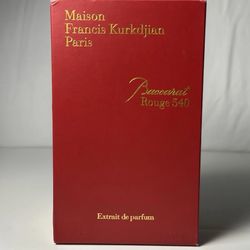 Maison
Francis Kurkdjian
Paris
Baccarat
Rouge 540
Extrait de parfum